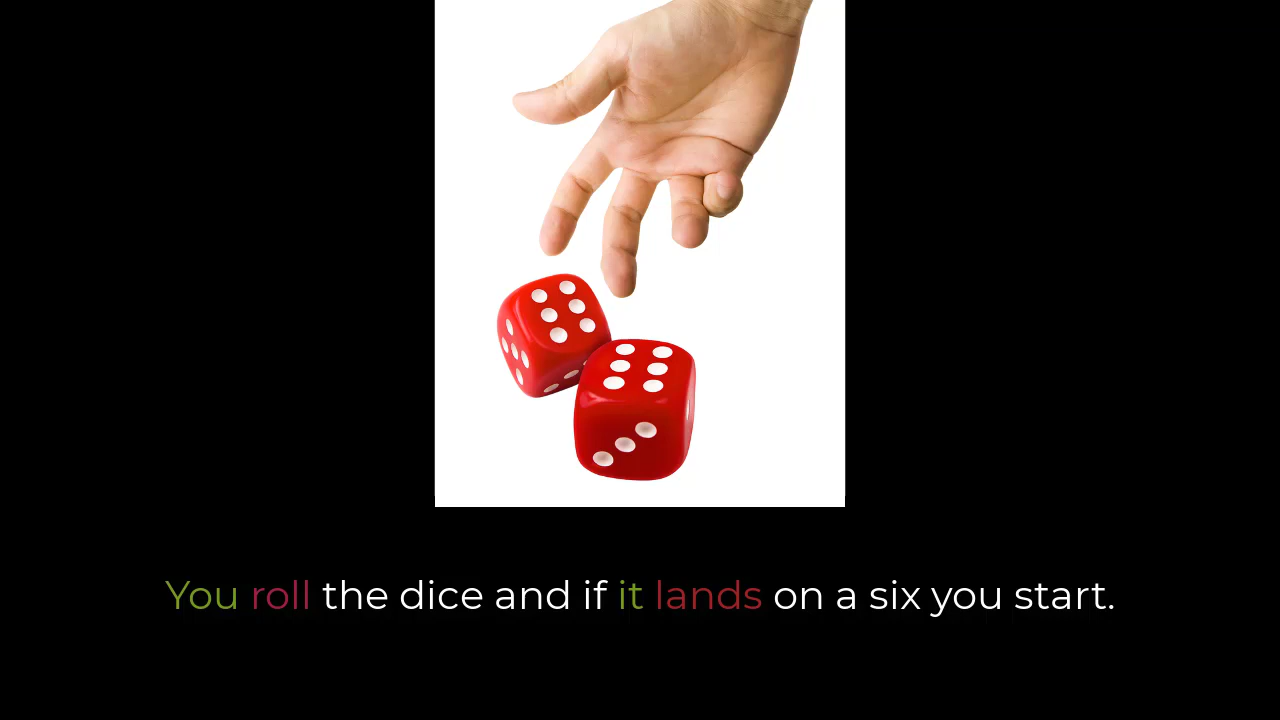 You roll the dice and if it lands on a six you start.